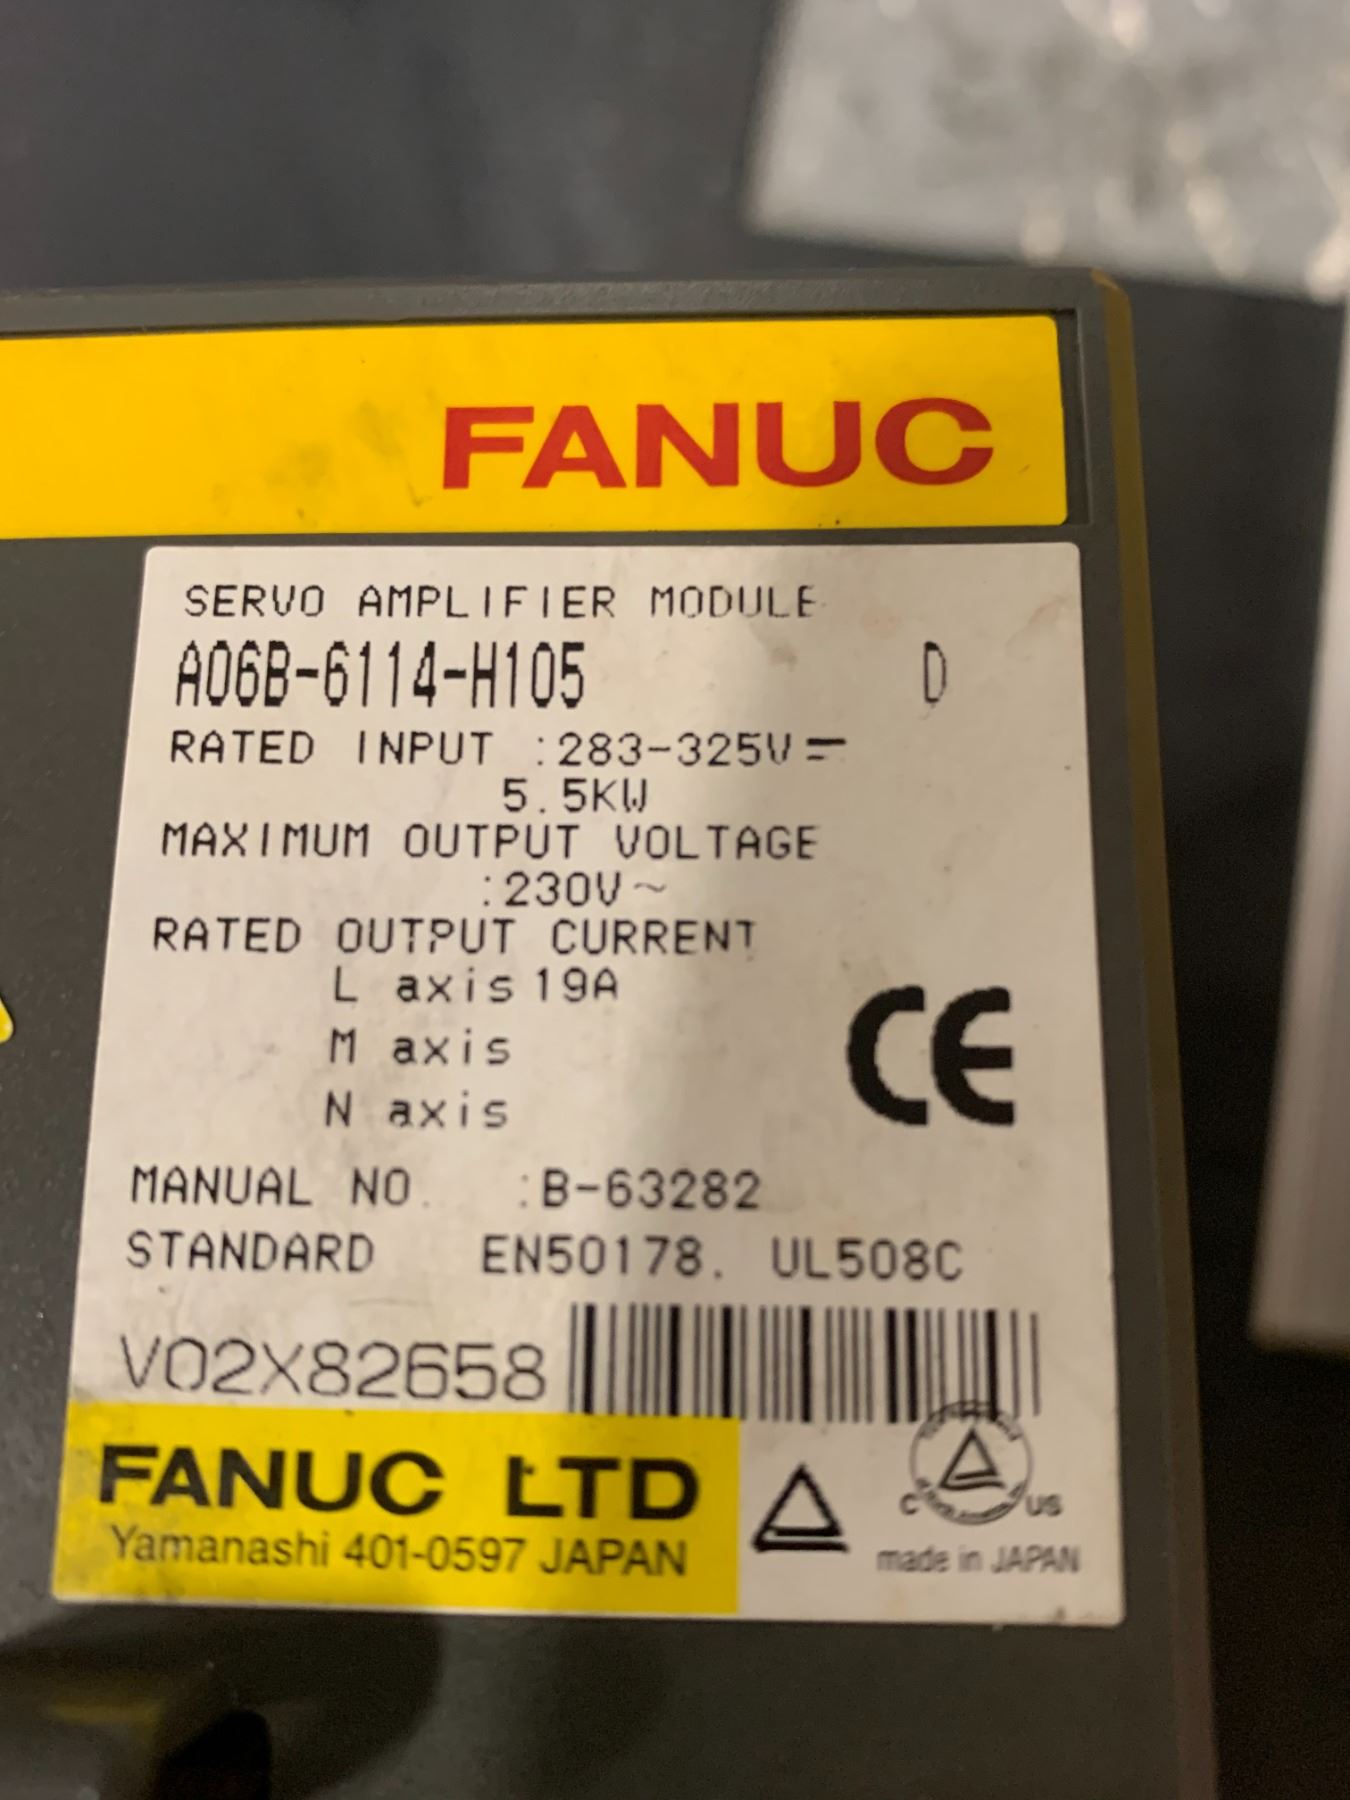 FANUC
SERVO AMPLIFIER MODULE
A06B-6114-H105 D
RATED INPUT :283-325V⎓
5.5KW
MAXIMUM OUTPUT VOLTAGE
:230V~
RATED OUTPUT CURRENT
L axis 19A
M axis
N axis
CE
MANUAL NO. :B-63282
STANDARD EN50178. UL508C
V02X82658
FANUC LTD
Yamanashi 401-0597 JAPAN
C US
made in JAPAN